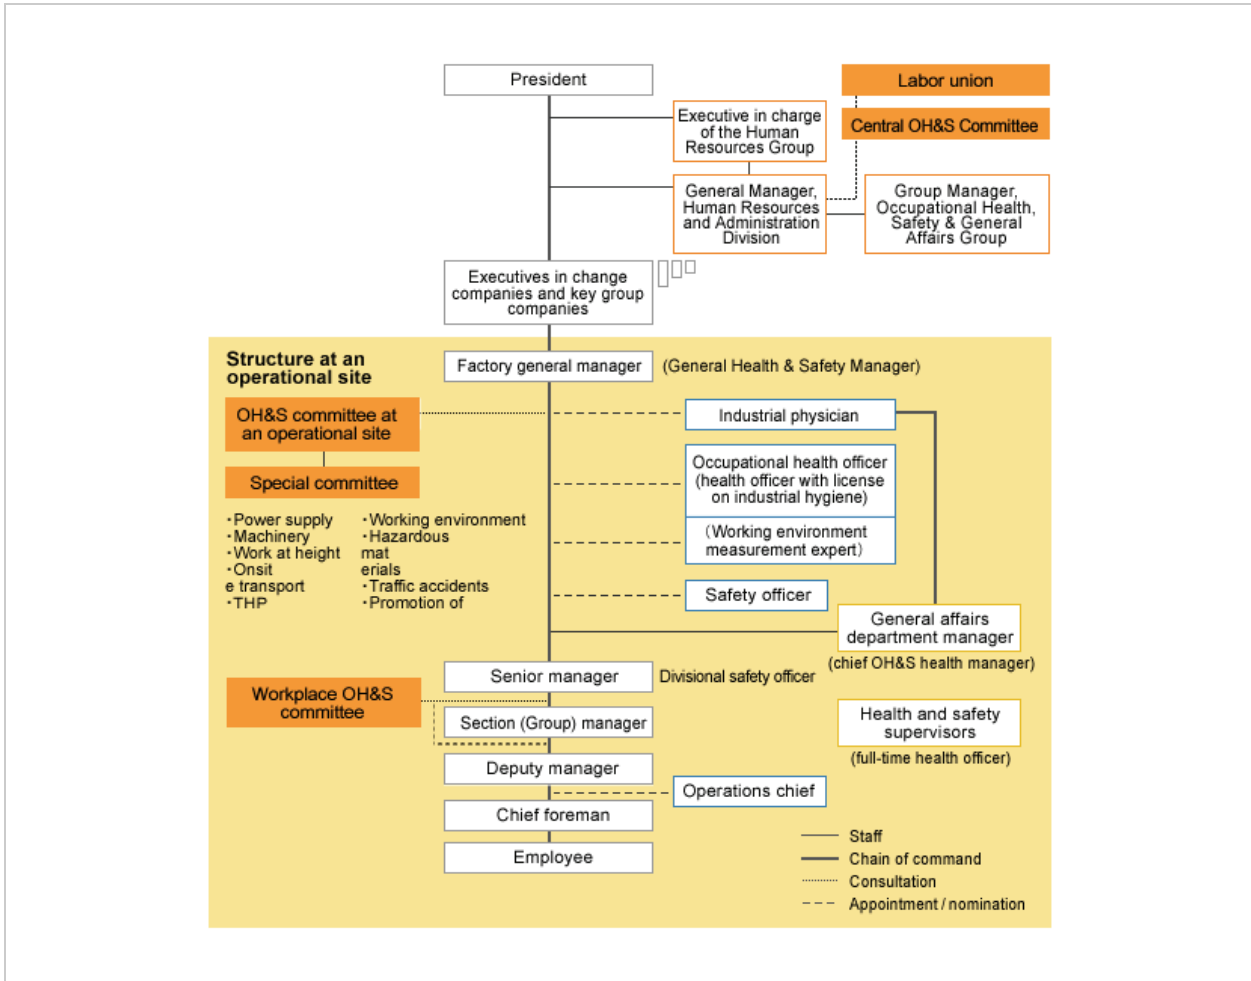 President
Labor union
Executive in charge
of the Human
Resources Group
Central OH&S Committee
General Manager,
Human Resources
and Administration
Division
Group Manager,
Occupational Health,
Safety & General
Affairs Group
Executives in change
companies and key group
companies
Structure at an
operational site
Factory general manager
(General Health & Safety Manager)
OH&S committee at
an operational site
Industrial physician
Special committee
Occupational health officer
(health officer with license
on industrial hygiene)
・Power supply
・Machinery
・Work at height
・Onsit
e transport
・THP
・Working environment
・Hazardous
mat
erials
・Traffic accidents
・Promotion of
(Working environment
measurement expert)
Safety officer
General affairs
department manager
(chief OH&S health manager)
Senior manager
Divisional safety officer
Workplace OH&S
committee
Section (Group) manager
Health and safety
supervisors
(full-time health officer)
Deputy manager
Operations chief
Chief foreman
Employee
Staff
Chain of command
Consultation
Appointment / nomination